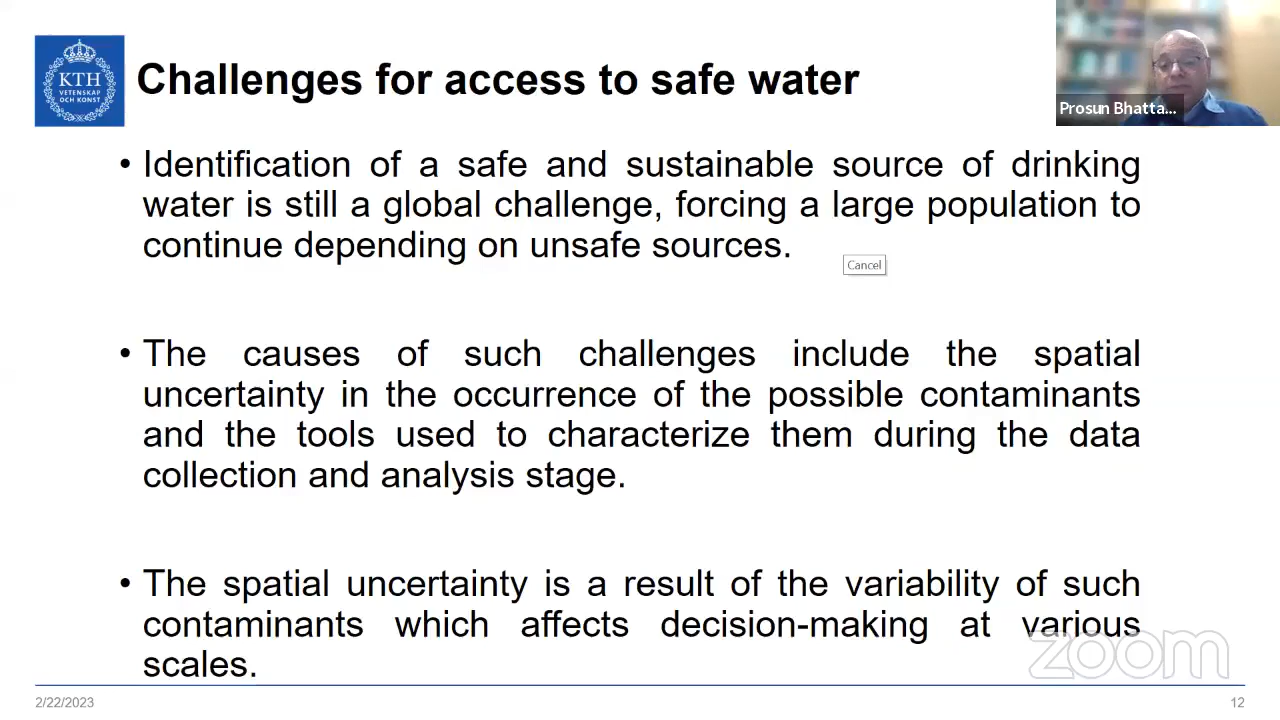 KTH
VETENSKAP
OCH KONST
Challenges for access to safe water
Prosun Bhatta...
• Identification of a safe and sustainable source of drinking
water is still a global challenge, forcing a large population to
continue depending on unsafe sources.
Cancel
• The causes of such challenges include the spatial
uncertainty in the occurrence of the possible contaminants
and the tools used to characterize them during the data
collection and analysis stage.
• The spatial uncertainty is a result of the variability of such
contaminants which affects decision-making at various
scales.
zoom
2/22/2023
12